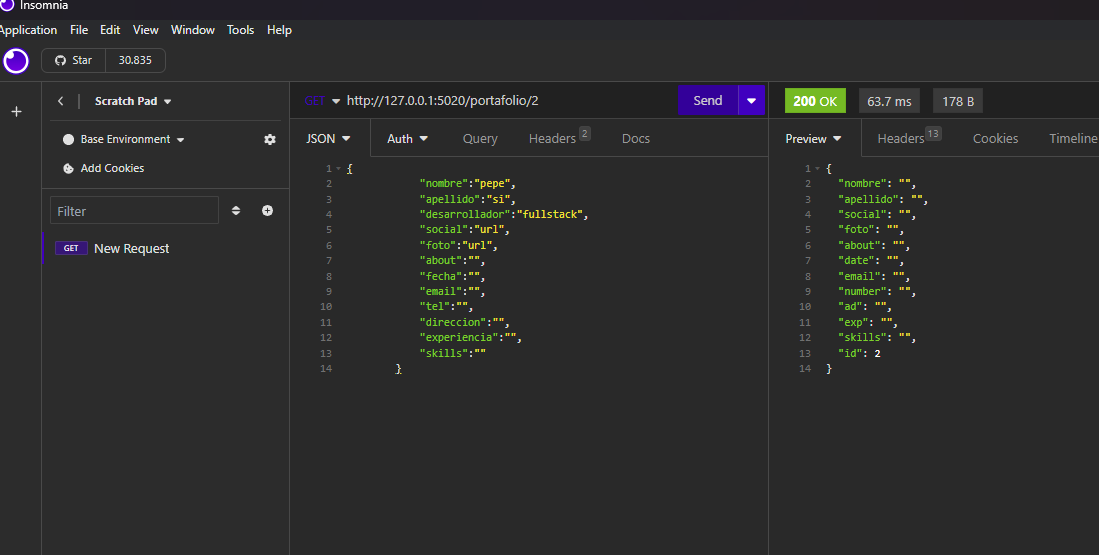 Insomnia
Application File Edit View Window Tools Help
Star 30.835
Scratch Pad
Base Environment
Add Cookies
Filter
GET New Request
GET http://127.0.0.1:5020/portafolio/2 Send
JSON Auth Query Headers 2 Docs
1 {
2 "nombre":"pepe",
3 "apellido":"si",
4 "desarrollador":"fullstack",
5 "social":"url",
6 "foto":"url",
7 "about":"",
8 "fecha":"",
9 "email":"",
10 "tel":"",
11 "direccion":"",
12 "experiencia":"",
13 "skills":""
14 }
200 OK 63.7 ms 178 B
Preview Headers 13 Cookies Timeline
1 {
2 "nombre": "",
3 "apellido": "",
4 "social": "",
5 "foto": "",
6 "about": "",
7 "date": "",
8 "email": "",
9 "number": "",
10 "ad": "",
11 "exp": "",
12 "skills": "",
13 "id": 2
14 }